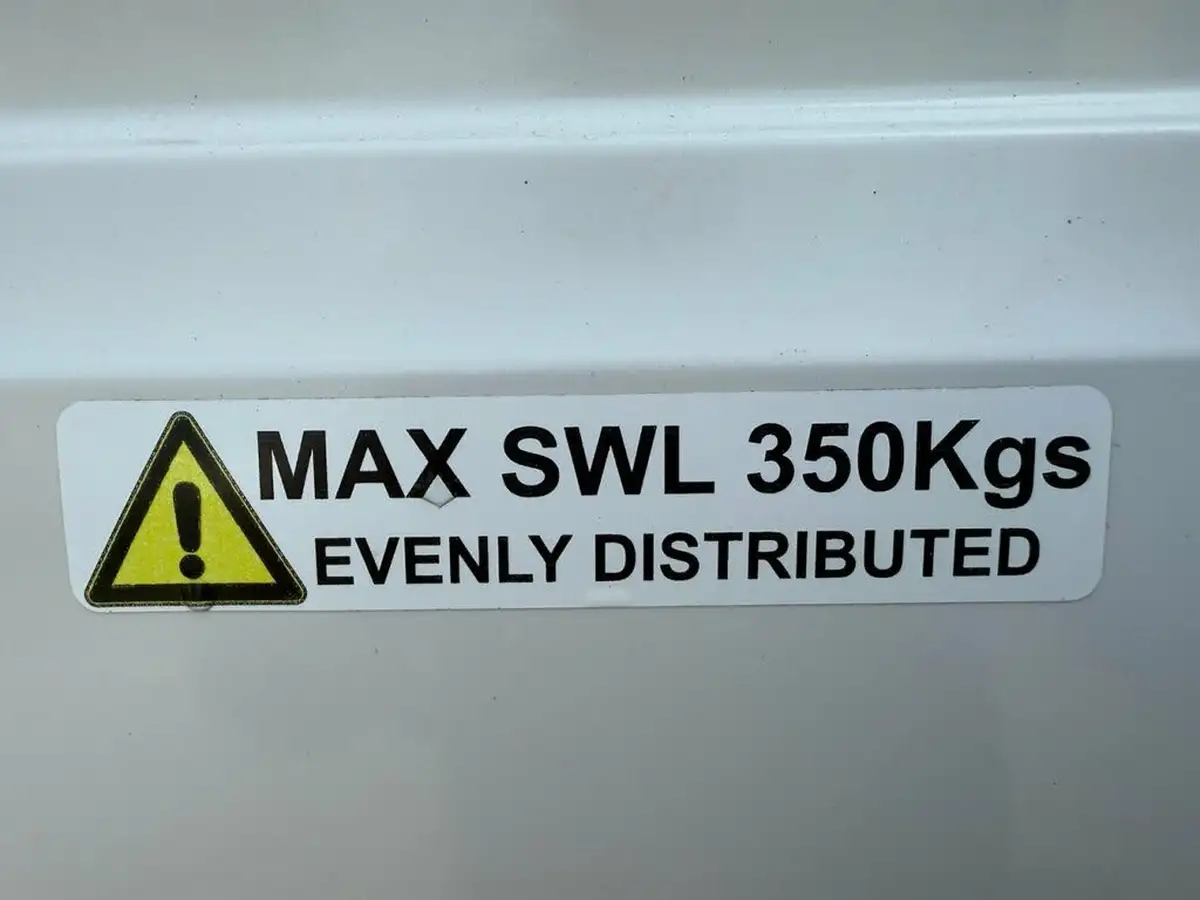 MAX SWL 350Kgs
EVENLY DISTRIBUTED